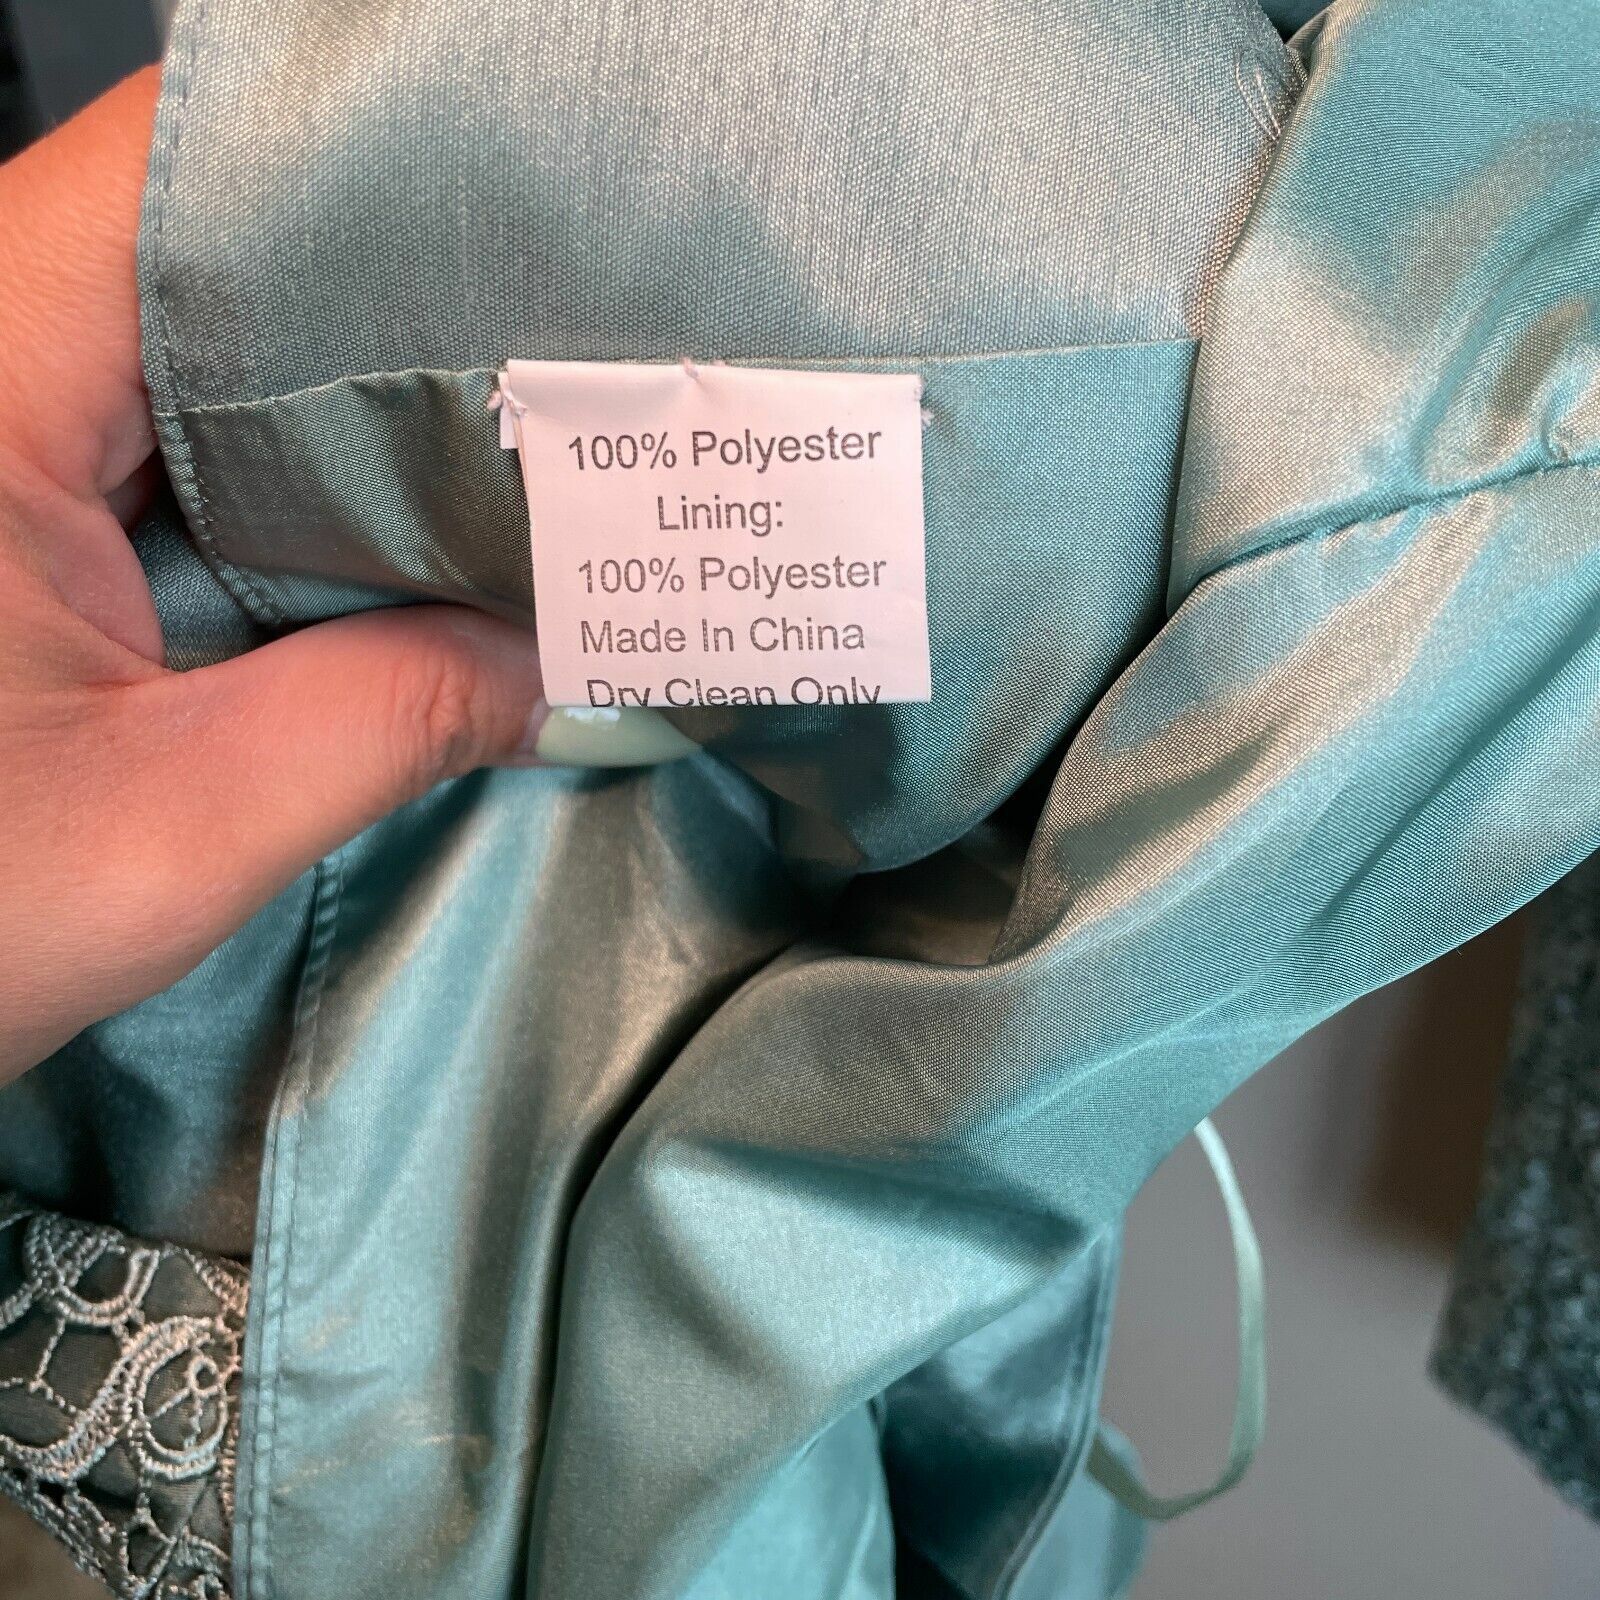 100% Polyester
Lining:
100% Polyester
Made In China
Dry Clean Only